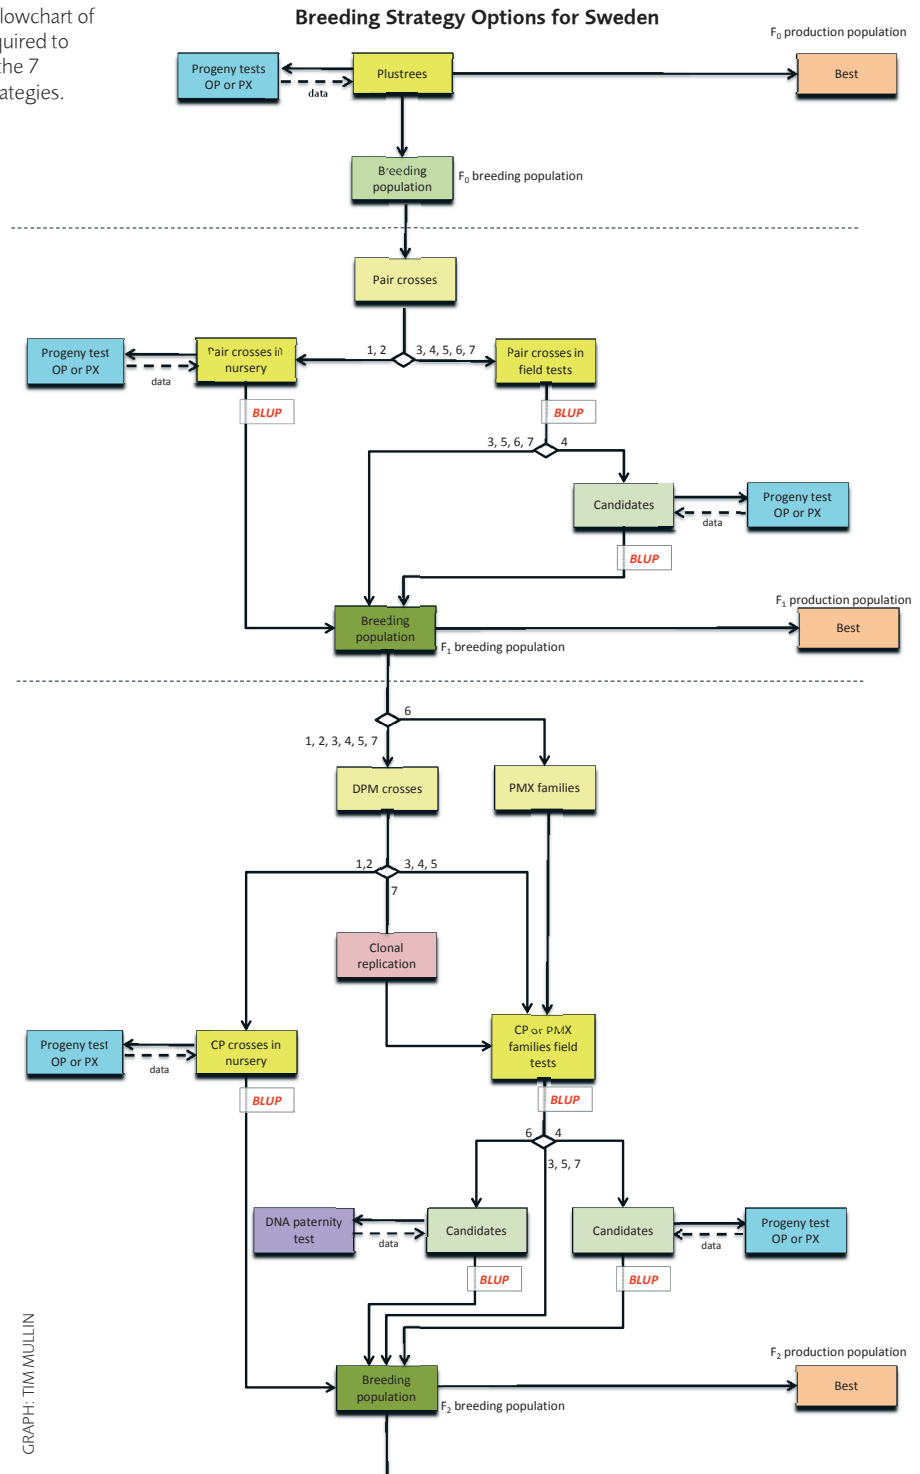 lowchart of
quired to
the 7
rategies.
Breeding Strategy Options for Sweden
F0 production population
Progeny tests
OP or PX
data
Plustrees
Best
Breeding
population
F0 breeding population
Pair crosses
1, 2
3, 4, 5, 6, 7
Progeny test
OP or PX
data
Pair crosses in
nursery
Pair crosses in
field tests
BLUP
BLUP
3, 5, 6, 7
4
Candidates
data
Progeny test
OP or PX
BLUP
F1 production population
Breeding
population
F1 breeding population
Best
6
1, 2, 3, 4, 5, 7
DPM crosses
PMX families
1,2
3, 4, 5
7
Clonal
replication
Progeny test
OP or PX
data
CP crosses in
nursery
CP or PMX
families field
tests
BLUP
BLUP
6
4
3, 5, 7
DNA paternity
test
data
Candidates
Candidates
data
Progeny test
OP or PX
BLUP
BLUP
F2 production population
Breeding
population
F2 breeding population
Best
GRAPH: TIM MULLIN